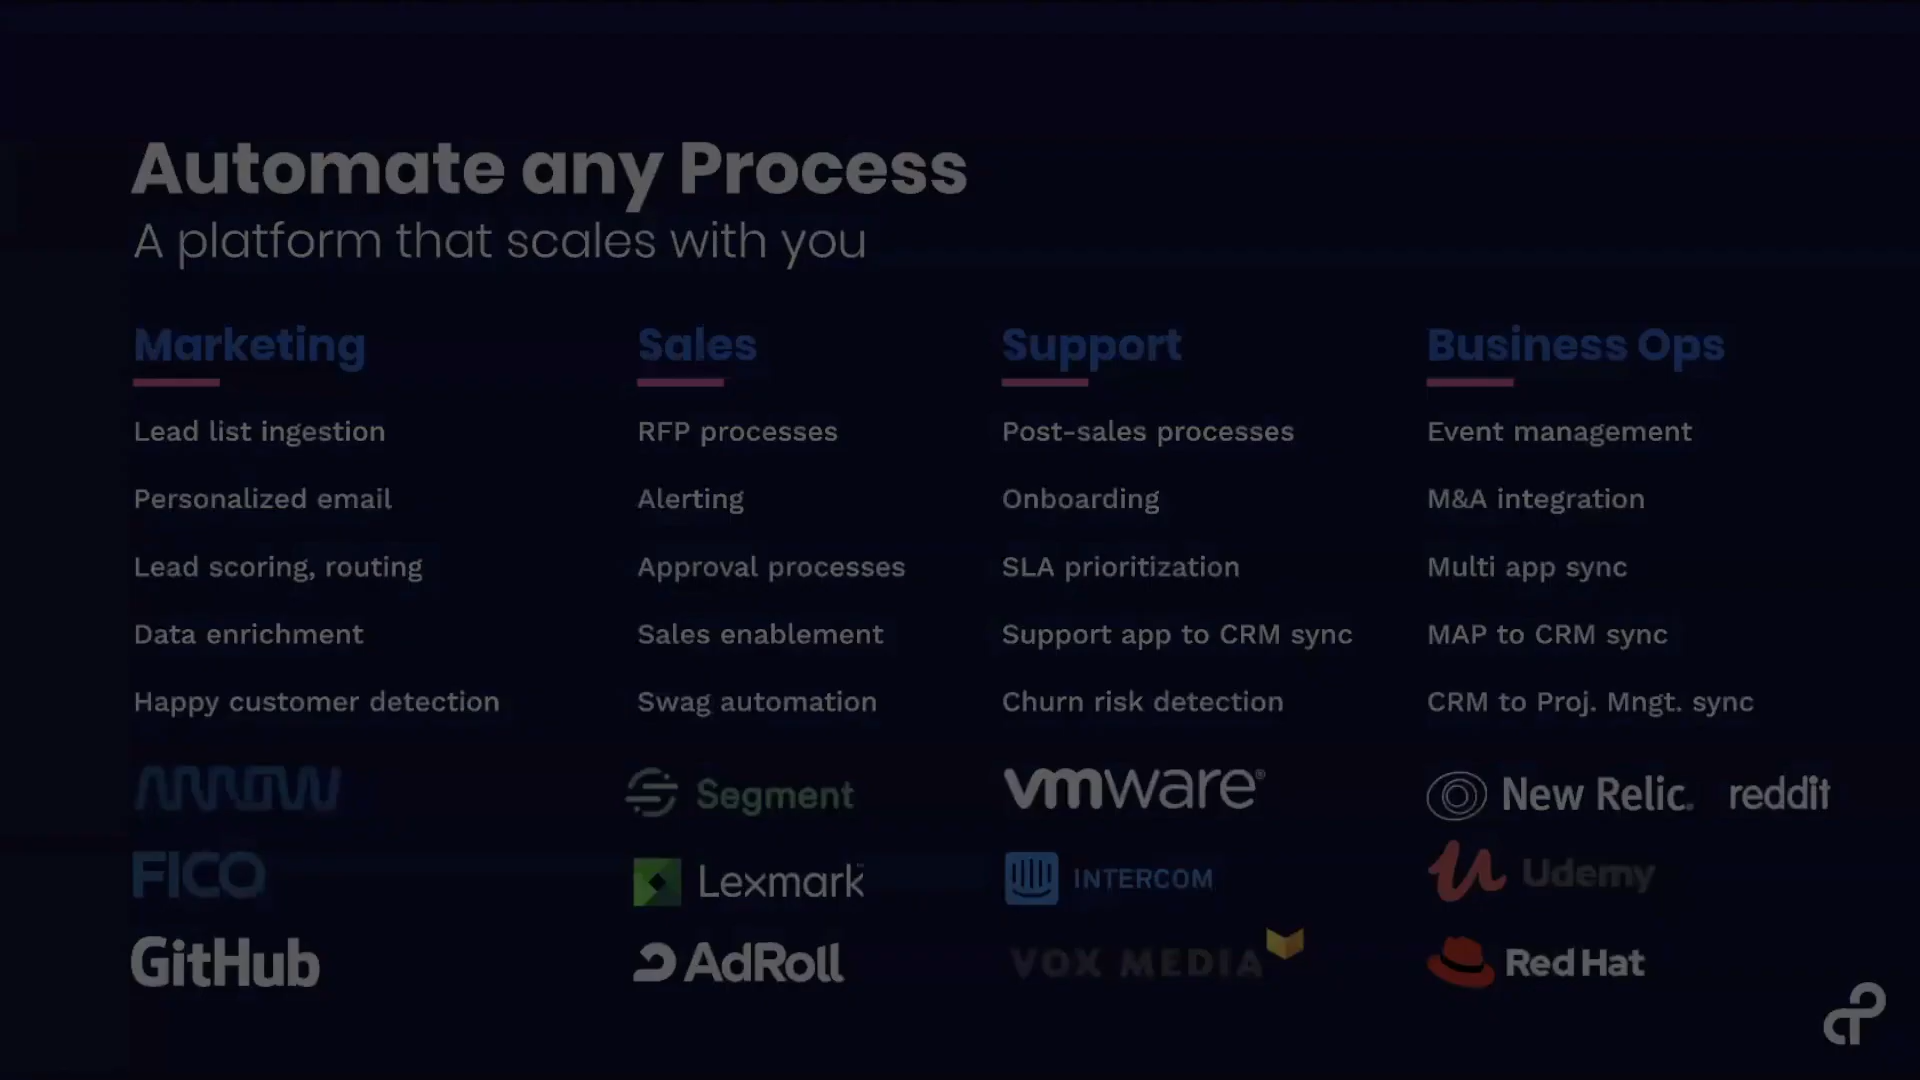 Automate any Process
A platform that scales with you
Marketing
Lead list ingestion
Personalized email
Lead scoring, routing
Data enrichment
Happy customer detection
ARROW
FICO
GitHub
Sales
RFP processes
Alerting
Approval processes
Sales enablement
Swag automation
Segment
Lexmark
AdRoll
Support
Post-sales processes
Onboarding
SLA prioritization
Support app to CRM sync
Churn risk detection
vmware®
INTERCOM
VOX MEDIA
Business Ops
Event management
M&A integration
Multi app sync
MAP to CRM sync
CRM to Proj. Mngt. sync
New Relic. reddit
Udemy
Red Hat